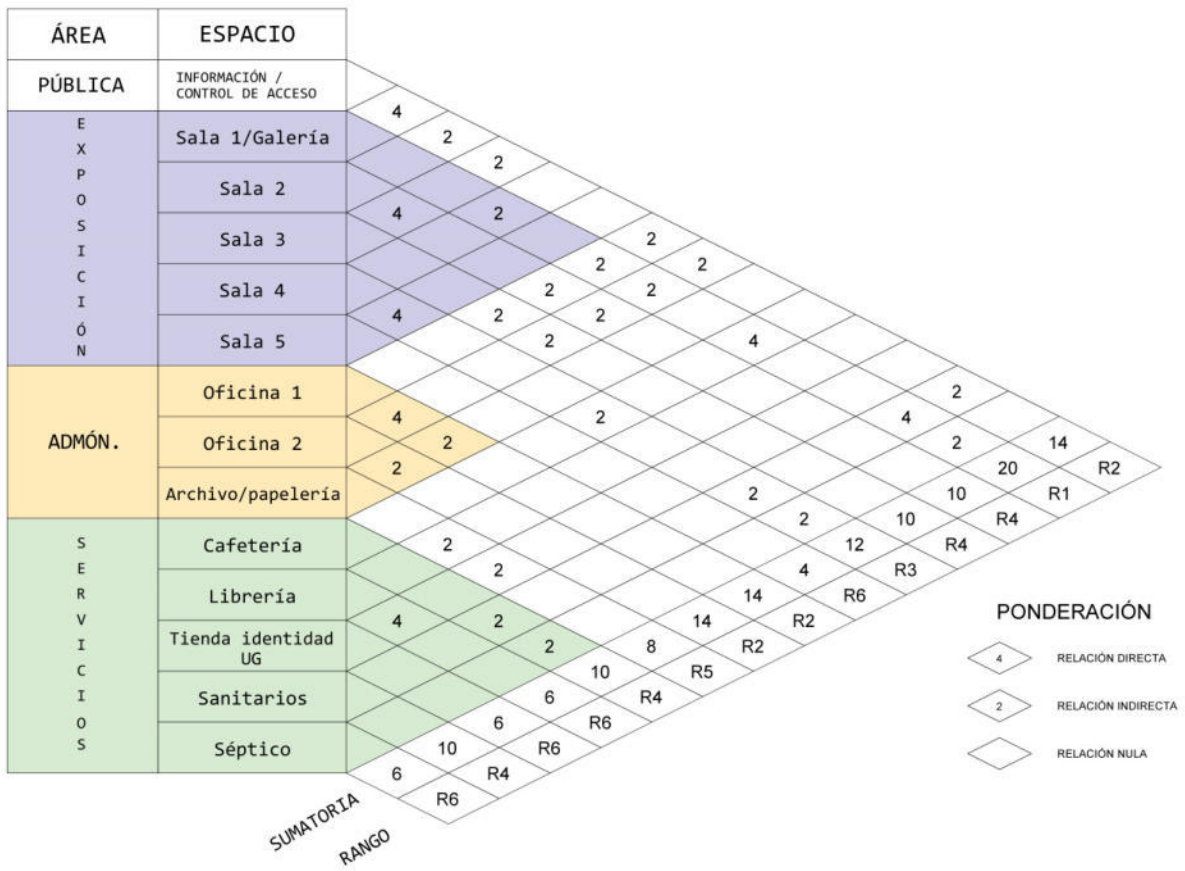 ÁREA
ESPACIO
PÚBLICA
INFORMACIÓN /
CONTROL DE ACCESO
4
E
X
P
O
S
I
C
I
Ó
N
Sala 1/Galería
2
2
Sala 2
4
2
Sala 3
2
2
2
Sala 4
2
2
4
2
2
Sala 5
2
4
ADMÓN.
Oficina 1
2
4
2
4
Oficina 2
2
2
14
2
20
R2
Archivo/papelería
2
10
R1
S
E
R
V
I
C
I
O
S
Cafetería
2
10
R4
2
12
R4
2
4
R3
Librería
14
R6
4
2
14
R2
Tienda identidad
UG
2
8
R2
10
R5
Sanitarios
6
R4
6
R6
Séptico
10
R6
6
R4
R6
SUMATORIA
RANGO
PONDERACIÓN
4
RELACIÓN DIRECTA
2
RELACIÓN INDIRECTA
RELACIÓN NULA